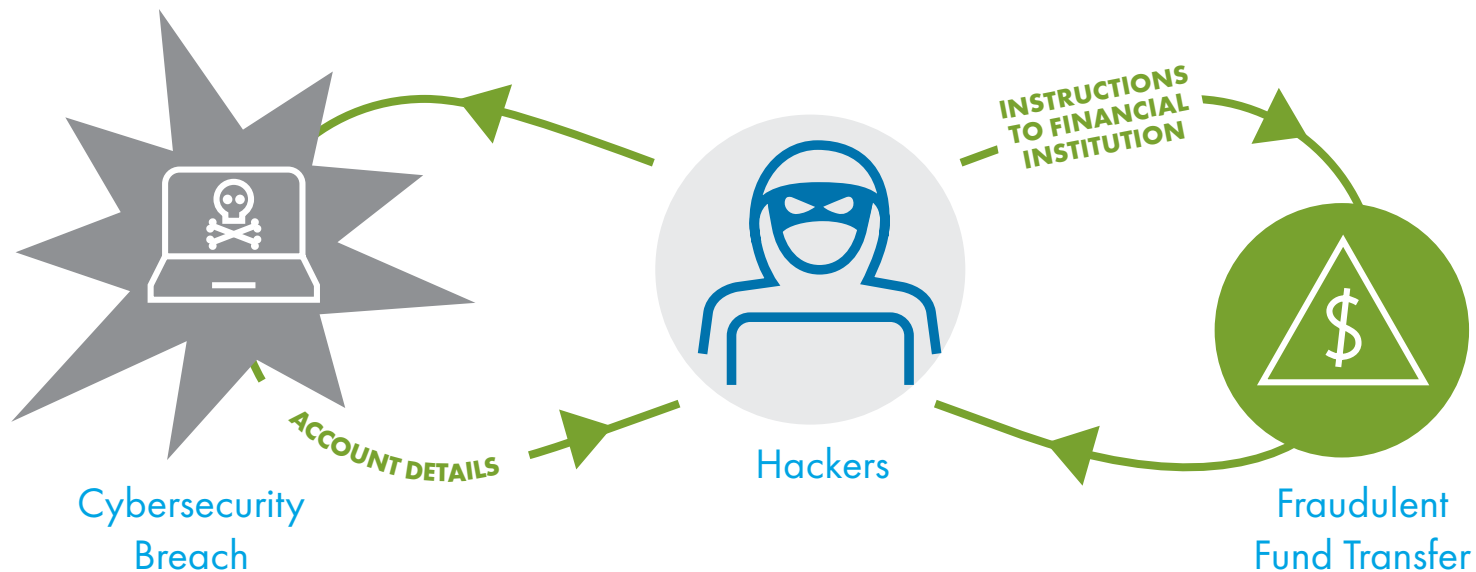 INSTRUCTIONS
TO FINANCIAL
INSTITUTION
$
ACCOUNT DETAILS
Hackers
Cybersecurity
Breach
Fraudulent
Fund Transfer